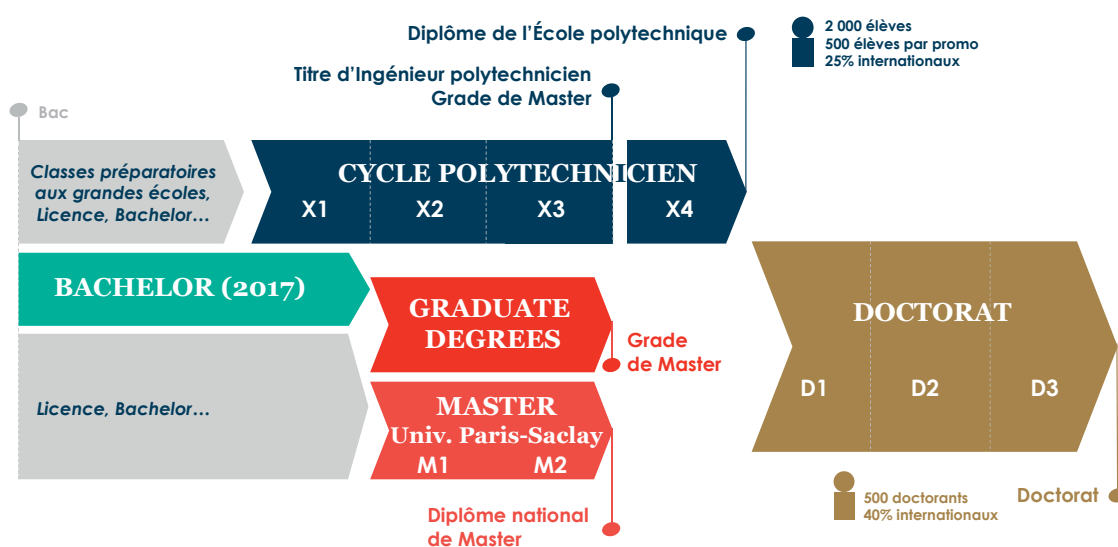 Diplôme de l'École polytechnique
2 000 élèves
500 élèves par promo
25% internationaux
Titre d'Ingénieur polytechnicien
Grade de Master
Bac
Classes préparatoires
aux grandes écoles,
Licence, Bachelor…
CYCLE POLYTECHNICIEN
X1 X2 X3 X4
BACHELOR (2017)
GRADUATE
DEGREES
Grade
de Master
DOCTORAT
D1 D2 D3
Licence, Bachelor…
MASTER
Univ. Paris-Saclay
M1 M2
Diplôme national
de Master
500 doctorants
40% internationaux
Doctorat